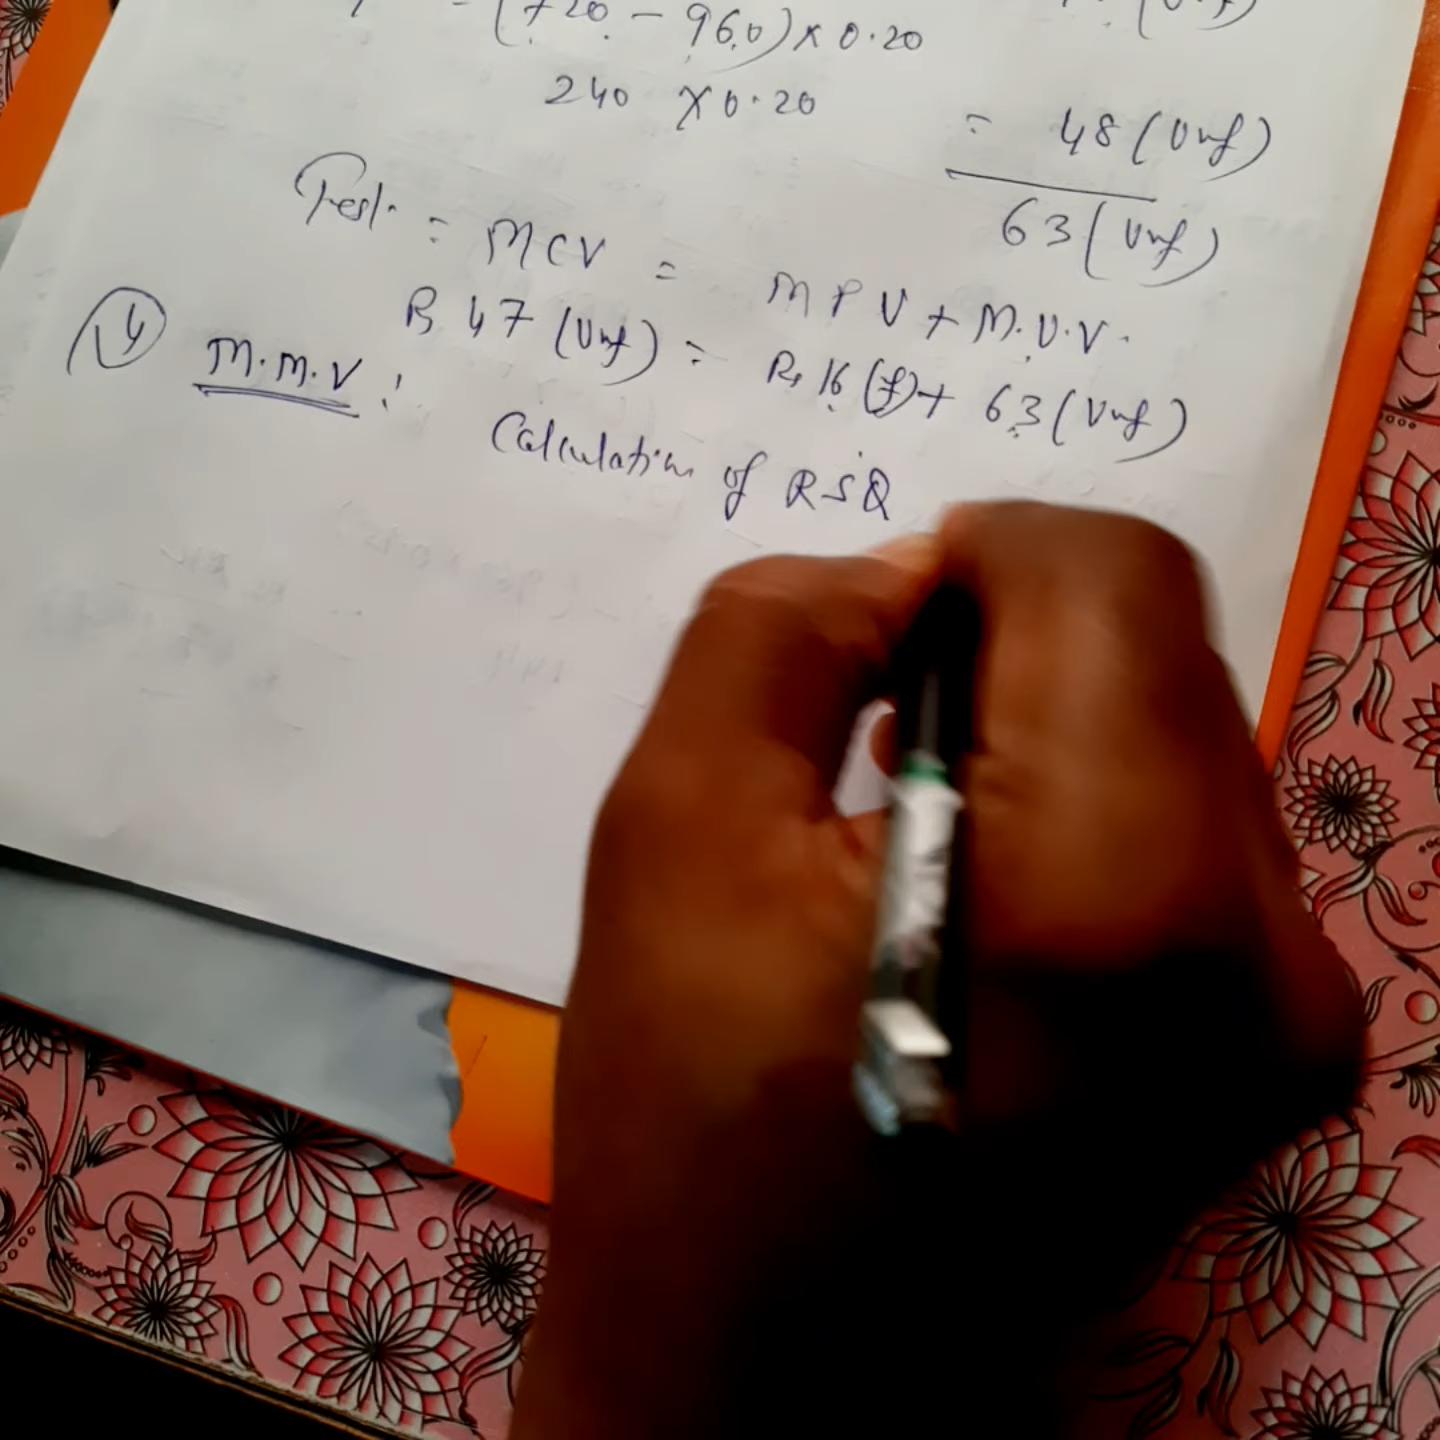 = (720 - 960) x 0.20
240 x 0.20 = 48 (Unf)
63 (Unf)
Test. = MCV = MPV + M.U.V.
Rs 47 (Unf) = Rs 16 (f) + 63 (Unf)
4 M.M.V :
Calculation of RSQ